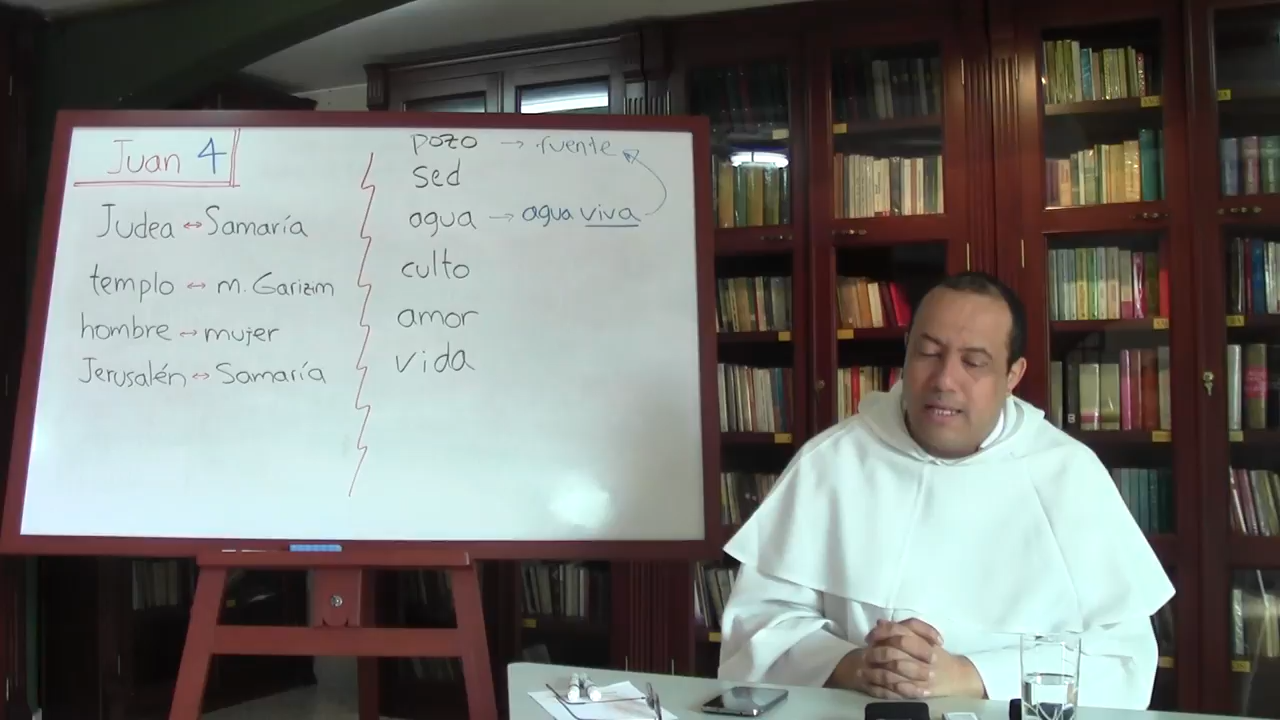 Juan 4
Judea ↔ Samaría
templo ↔ m. Garizim
hombre ↔ mujer
Jerusalén ↔ Samaría
pozo → fuente
sed
agua → agua viva
culto
amor
vida